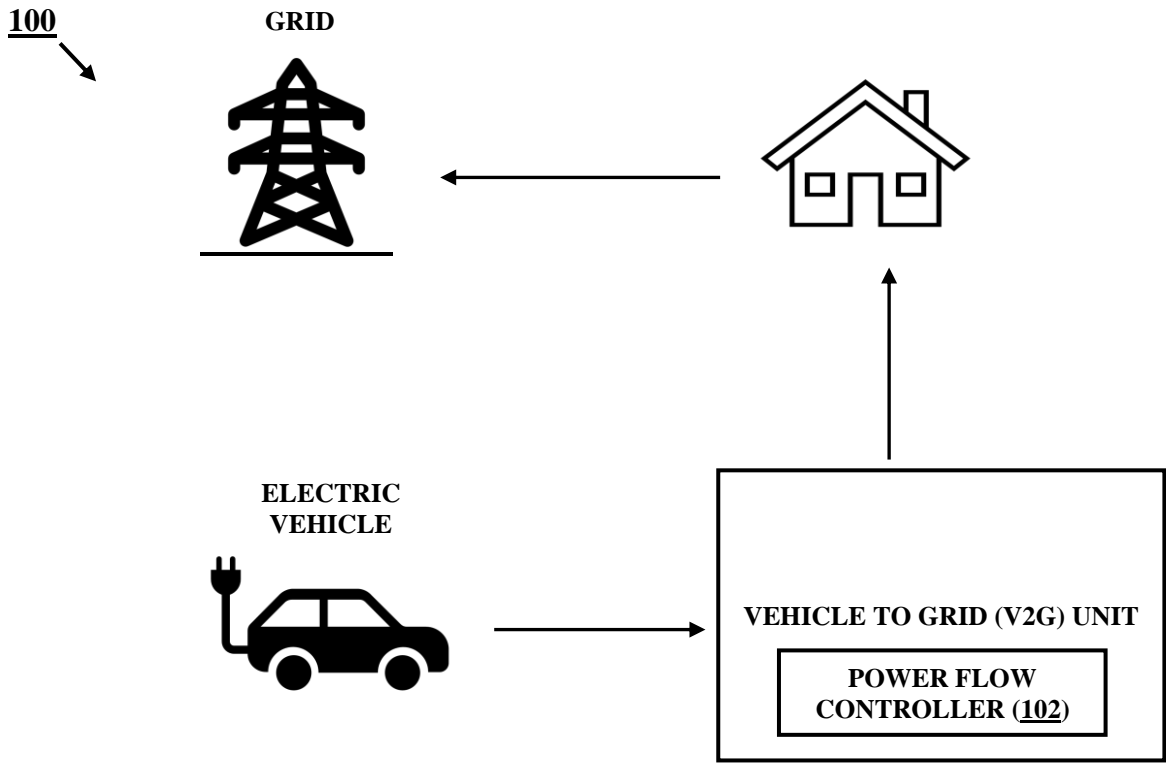 100
GRID
ELECTRIC
VEHICLE
VEHICLE TO GRID (V2G) UNIT
POWER FLOW
CONTROLLER (102)